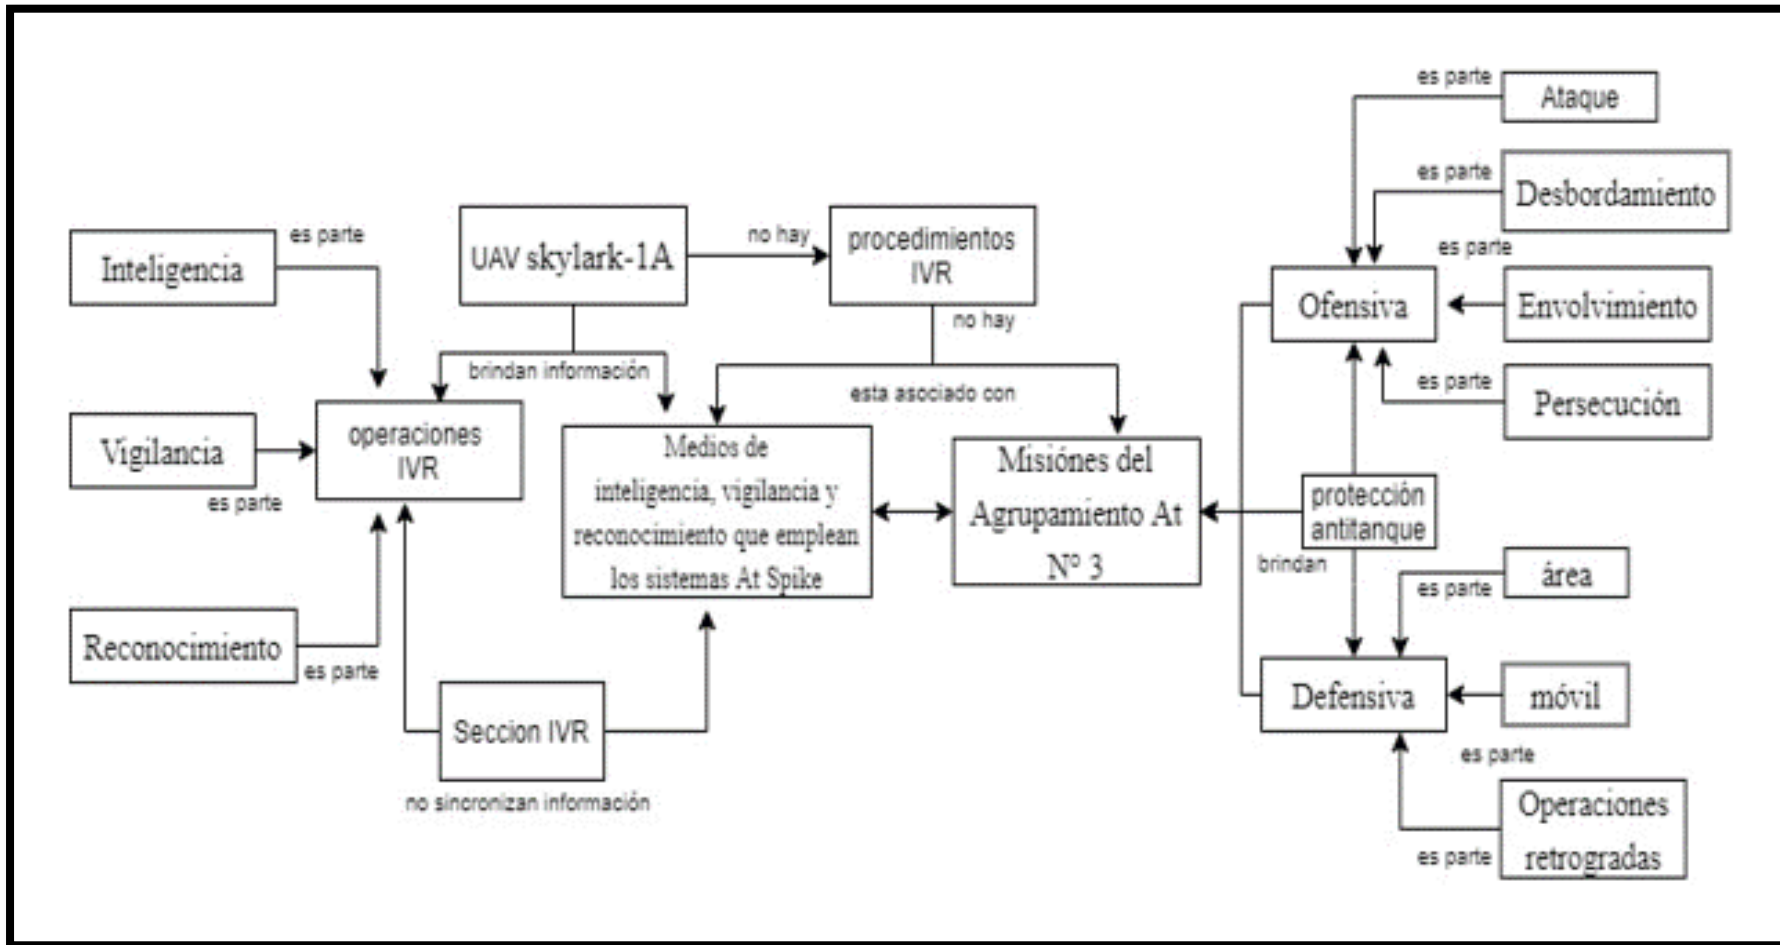 es parte
Ataque
es parte
Desbordamiento
es parte
Envolvimiento
es parte
Persecución
Ofensiva
Inteligencia
es parte
UAV skylark-1A
no hay
procedimientos
IVR
no hay
brindan información
esta asociado con
Vigilancia
es parte
operaciones
IVR
Medios de
inteligencia, vigilancia y
reconocimiento que emplean
los sistemas At Spike
Misiónes del
Agrupamiento At
Nº 3
protección
antitanque
brindan
Reconocimiento
es parte
Seccion IVR
no sincronizan información
área
es parte
Defensiva
móvil
es parte
Operaciones
retrogradas
es parte